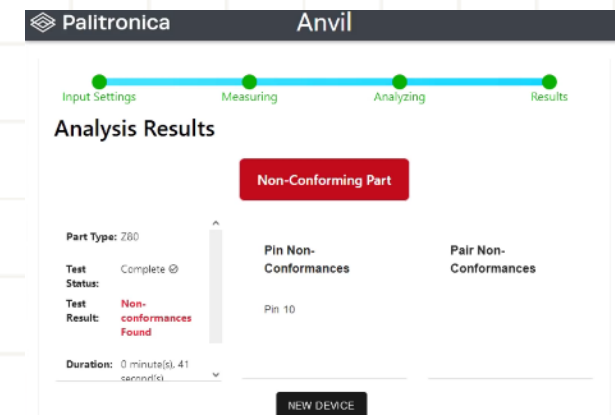 Palitronica
Anvil
Input Settings
Measuring
Analyzing
Results
Analysis Results
Non-Conforming Part
Part Type: Z80
Test Status: Complete
Test Result: Non-conformances Found
Duration: 0 minute(s), 41 second(s)
Pin Non-
Conformances
Pin 10
Pair Non-
Conformances
NEW DEVICE